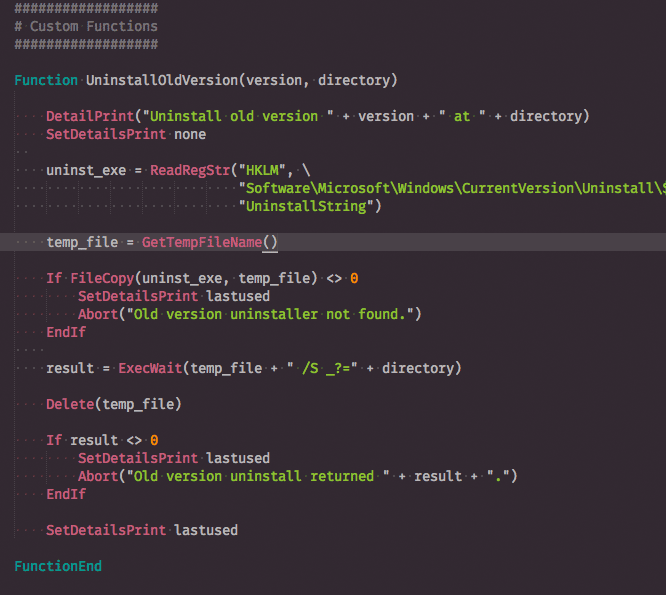 ##################
# Custom Functions
##################
Function UninstallOldVersion(version, directory)
DetailPrint("Uninstall old version " + version + " at " + directory)
SetDetailsPrint none
uninst_exe = ReadRegStr("HKLM", \
"Software\Microsoft\Windows\CurrentVersion\Uninstall\S
"UninstallString")
temp_file = GetTempFileName()
If FileCopy(uninst_exe, temp_file) <> 0
SetDetailsPrint lastused
Abort("Old version uninstaller not found.")
EndIf
result = ExecWait(temp_file + " /S _?=" + directory)
Delete(temp_file)
If result <> 0
SetDetailsPrint lastused
Abort("Old version uninstall returned " + result + ".")
EndIf
SetDetailsPrint lastused
FunctionEnd